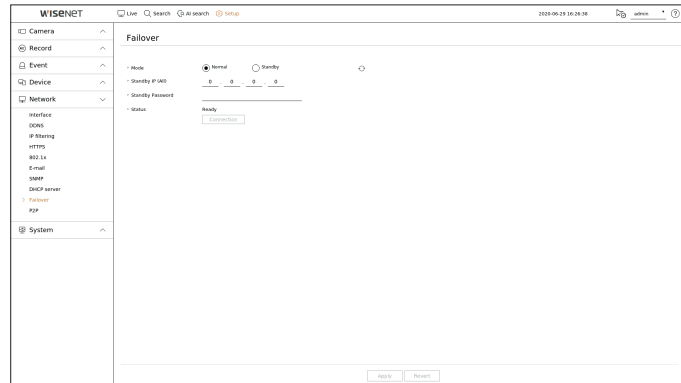 WISENET Live Search AI search Setup 2020-06-29 16:26:38 admin ?
Camera
Failover
Record
Event
Mode Normal Standby
Device
Standby IP (AI) 0 . 0 . 0 . 0
Standby Password
Network
Status Ready
Interface
Connection
DDNS
IP filtering
HTTPS
802.1x
E-mail
SNMP
DHCP server
Failover
P2P
System
Apply Revert